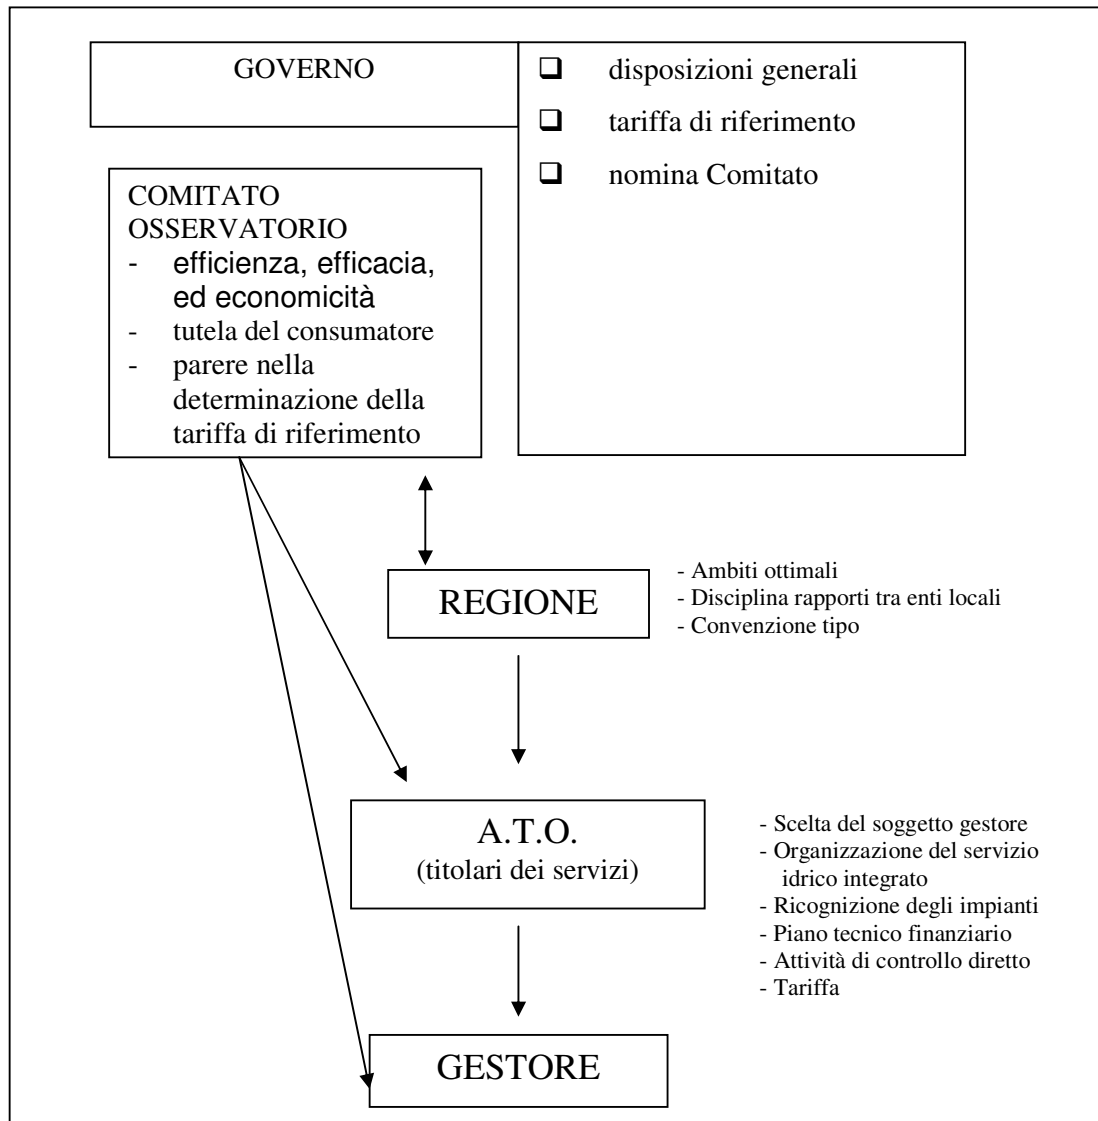 GOVERNO
❑ disposizioni generali
❑ tariffa di riferimento
❑ nomina Comitato
COMITATO
OSSERVATORIO
- efficienza, efficacia,
ed economicità
- tutela del consumatore
- parere nella
determinazione della
tariffa di riferimento
REGIONE
- Ambiti ottimali
- Disciplina rapporti tra enti locali
- Convenzione tipo
A.T.O.
(titolari dei servizi)
- Scelta del soggetto gestore
- Organizzazione del servizio
idrico integrato
- Ricognizione degli impianti
- Piano tecnico finanziario
- Attività di controllo diretto
- Tariffa
GESTORE